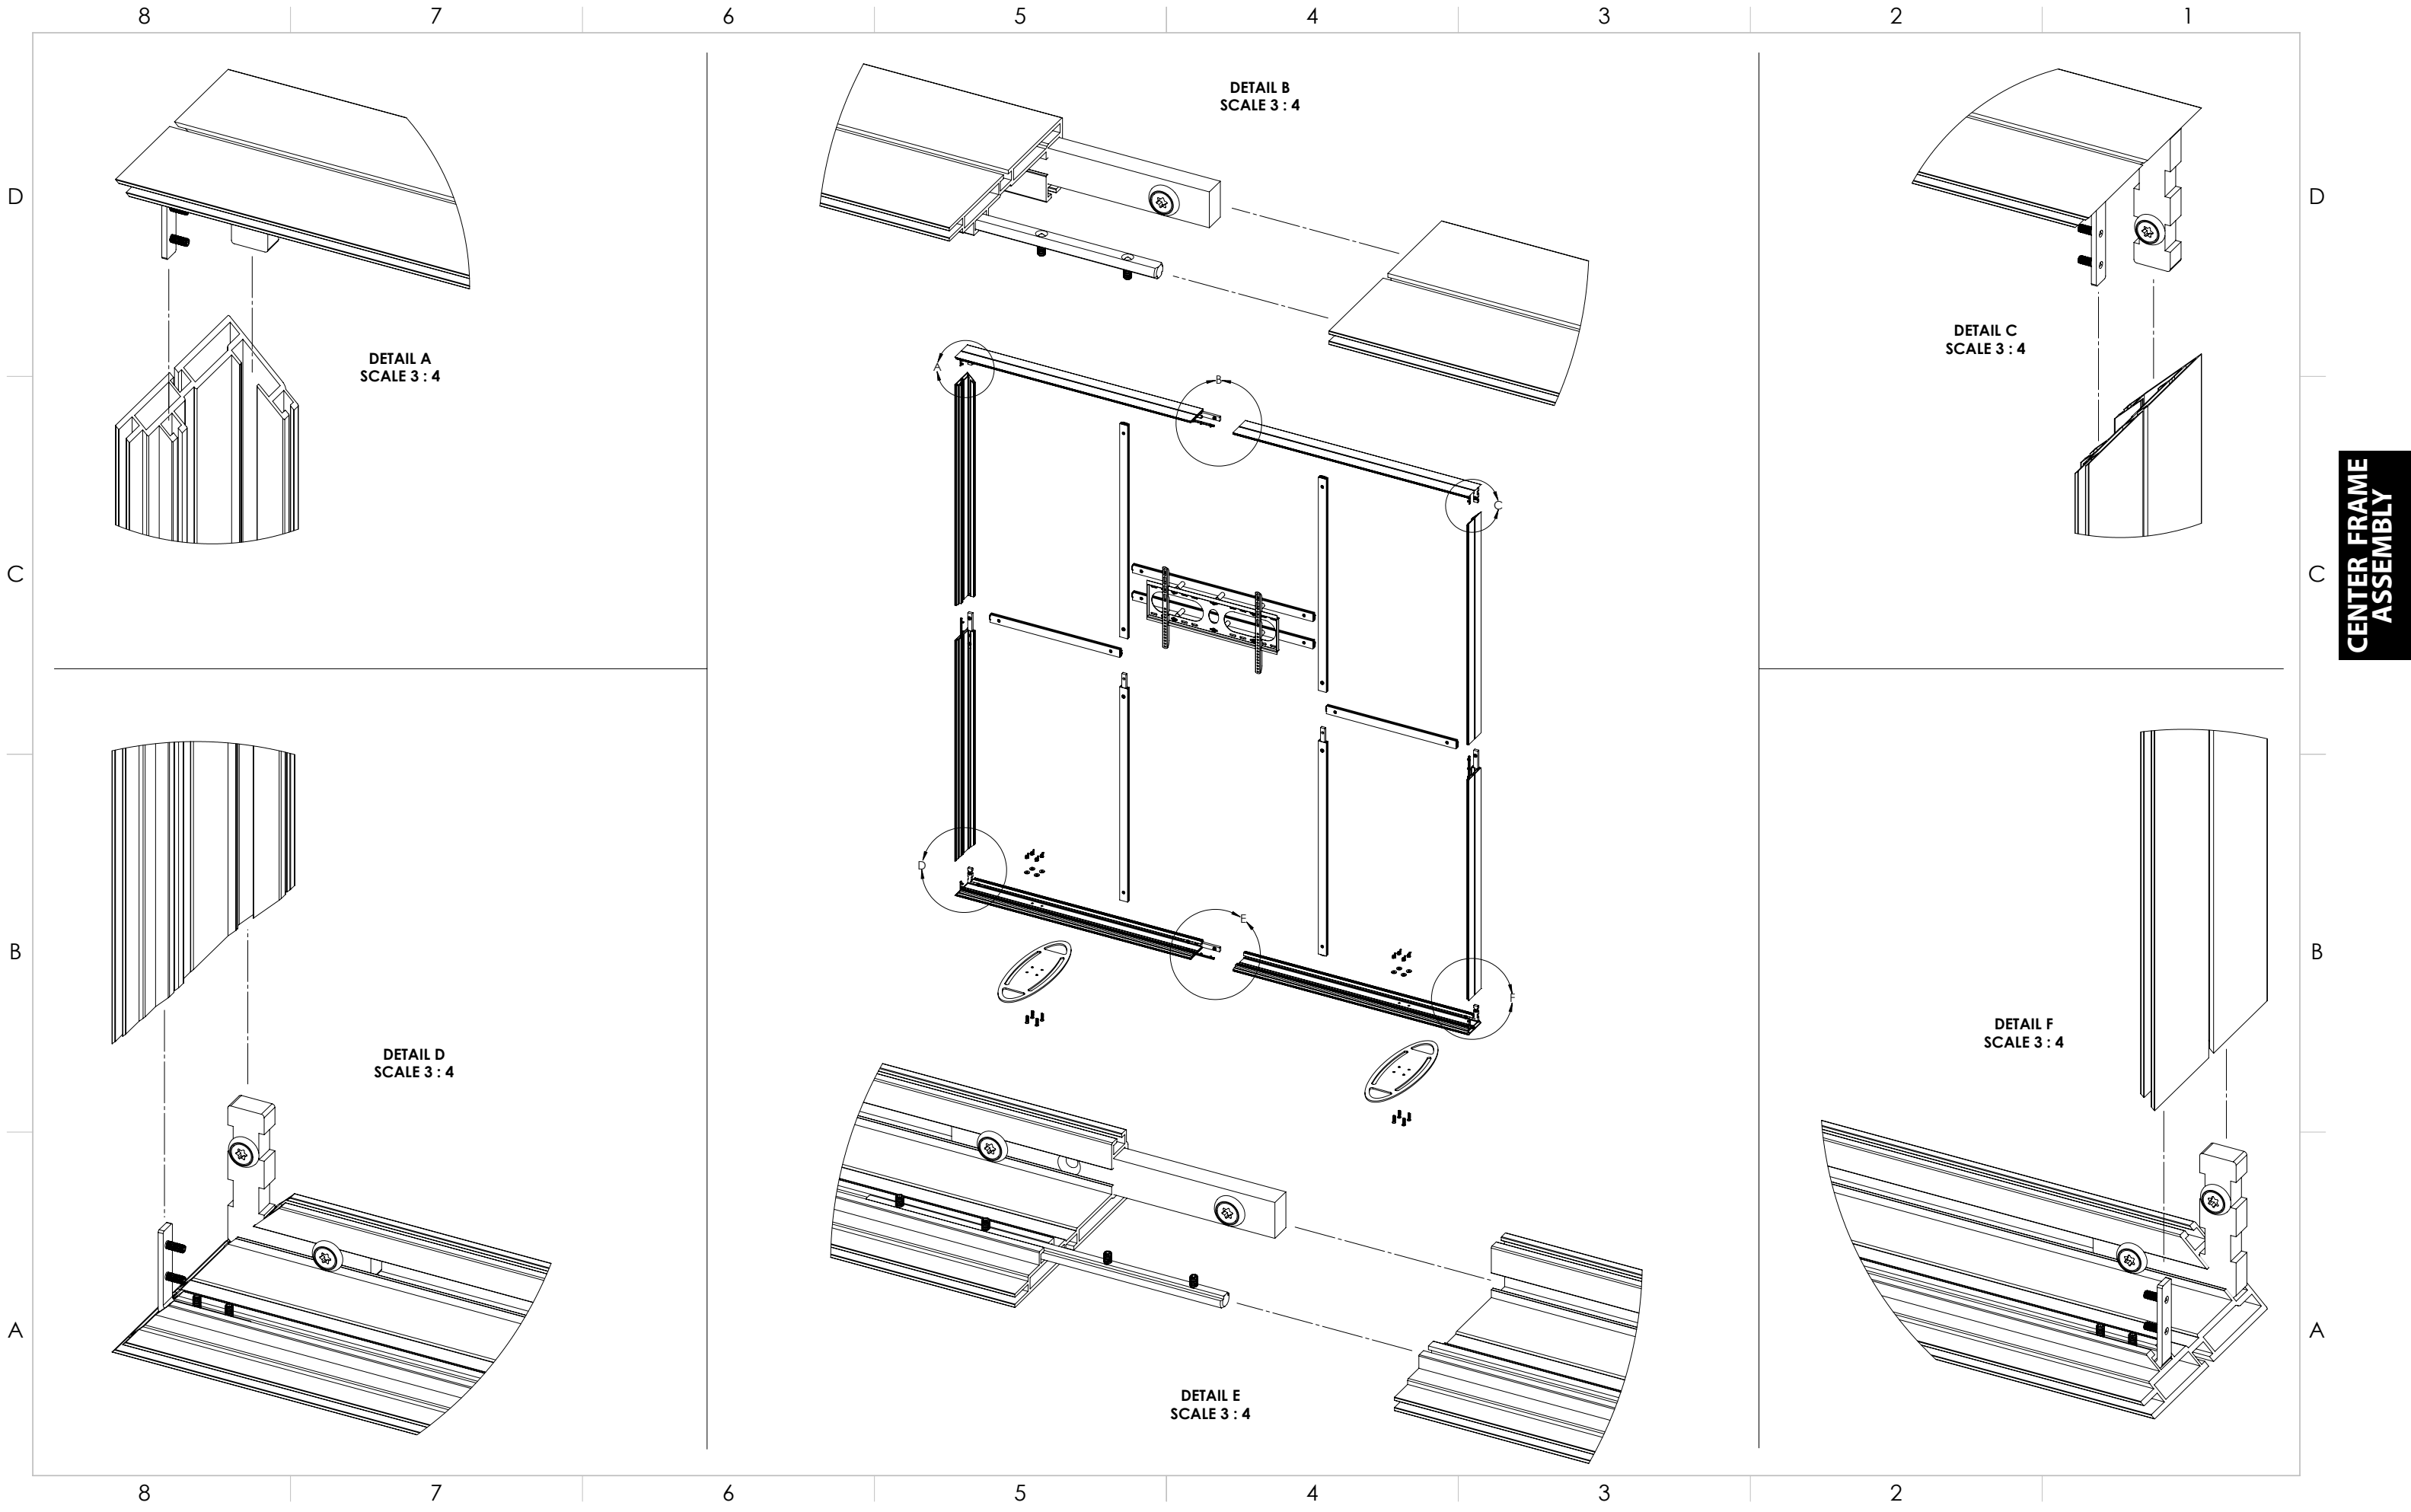 8 7 6 5 4 3 2 1
DETAIL B
SCALE 3 : 4
D
D
DETAIL C
SCALE 3 : 4
DETAIL A
SCALE 3 : 4
A
B
C
C
C
CENTER FRAME
ASSEMBLY
D
E
B
B
F
DETAIL F
SCALE 3 : 4
DETAIL D
SCALE 3 : 4
A
A
DETAIL E
SCALE 3 : 4
8 7 6 5 4 3 2 1